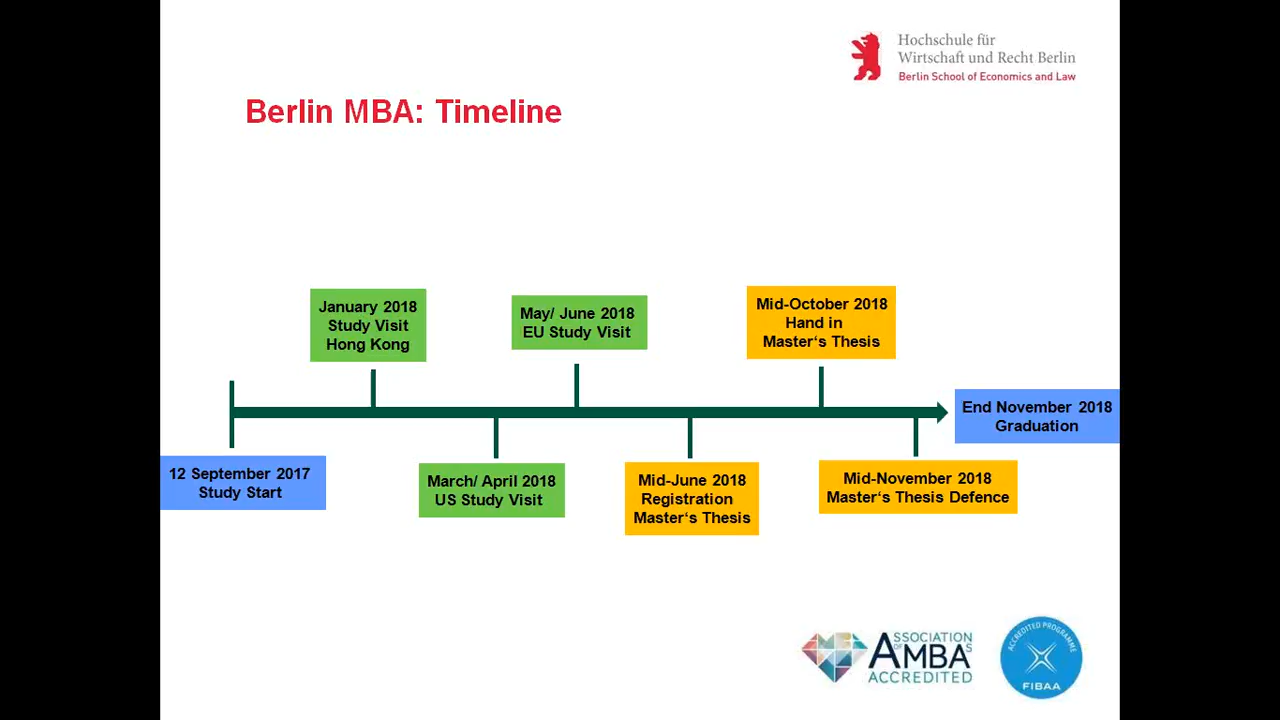 Hochschule für
Wirtschaft und Recht Berlin
Berlin School of Economics and Law
Berlin MBA: Timeline
January 2018
Study Visit
Hong Kong
May/ June 2018
EU Study Visit
Mid-October 2018
Hand in
Master‘s Thesis
End November 2018
Graduation
12 September 2017
Study Start
March/ April 2018
US Study Visit
Mid-June 2018
Registration
Master‘s Thesis
Mid-November 2018
Master‘s Thesis Defence
ASSOCIATION
OF AMBA'S
ACCREDITED
ACCREDITED PROGRAMME
FIBAA